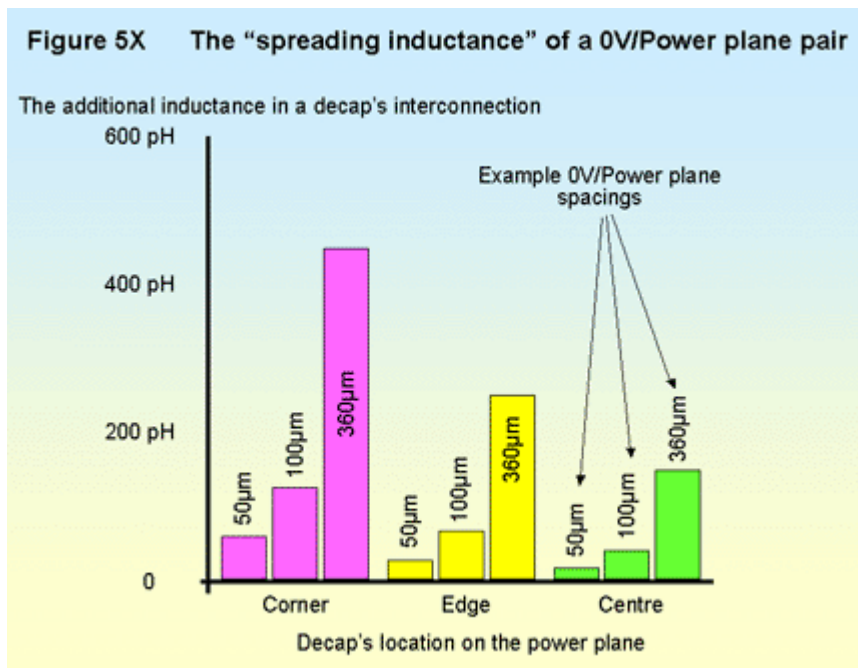 Figure 5X The “spreading inductance” of a 0V/Power plane pair
The additional inductance in a decap's interconnection
600 pH
Example 0V/Power plane
spacings
400 pH
200 pH
0
50µm
100µm
360µm
50µm
100µm
360µm
50µm
100µm
360µm
Corner Edge Centre
Decap's location on the power plane